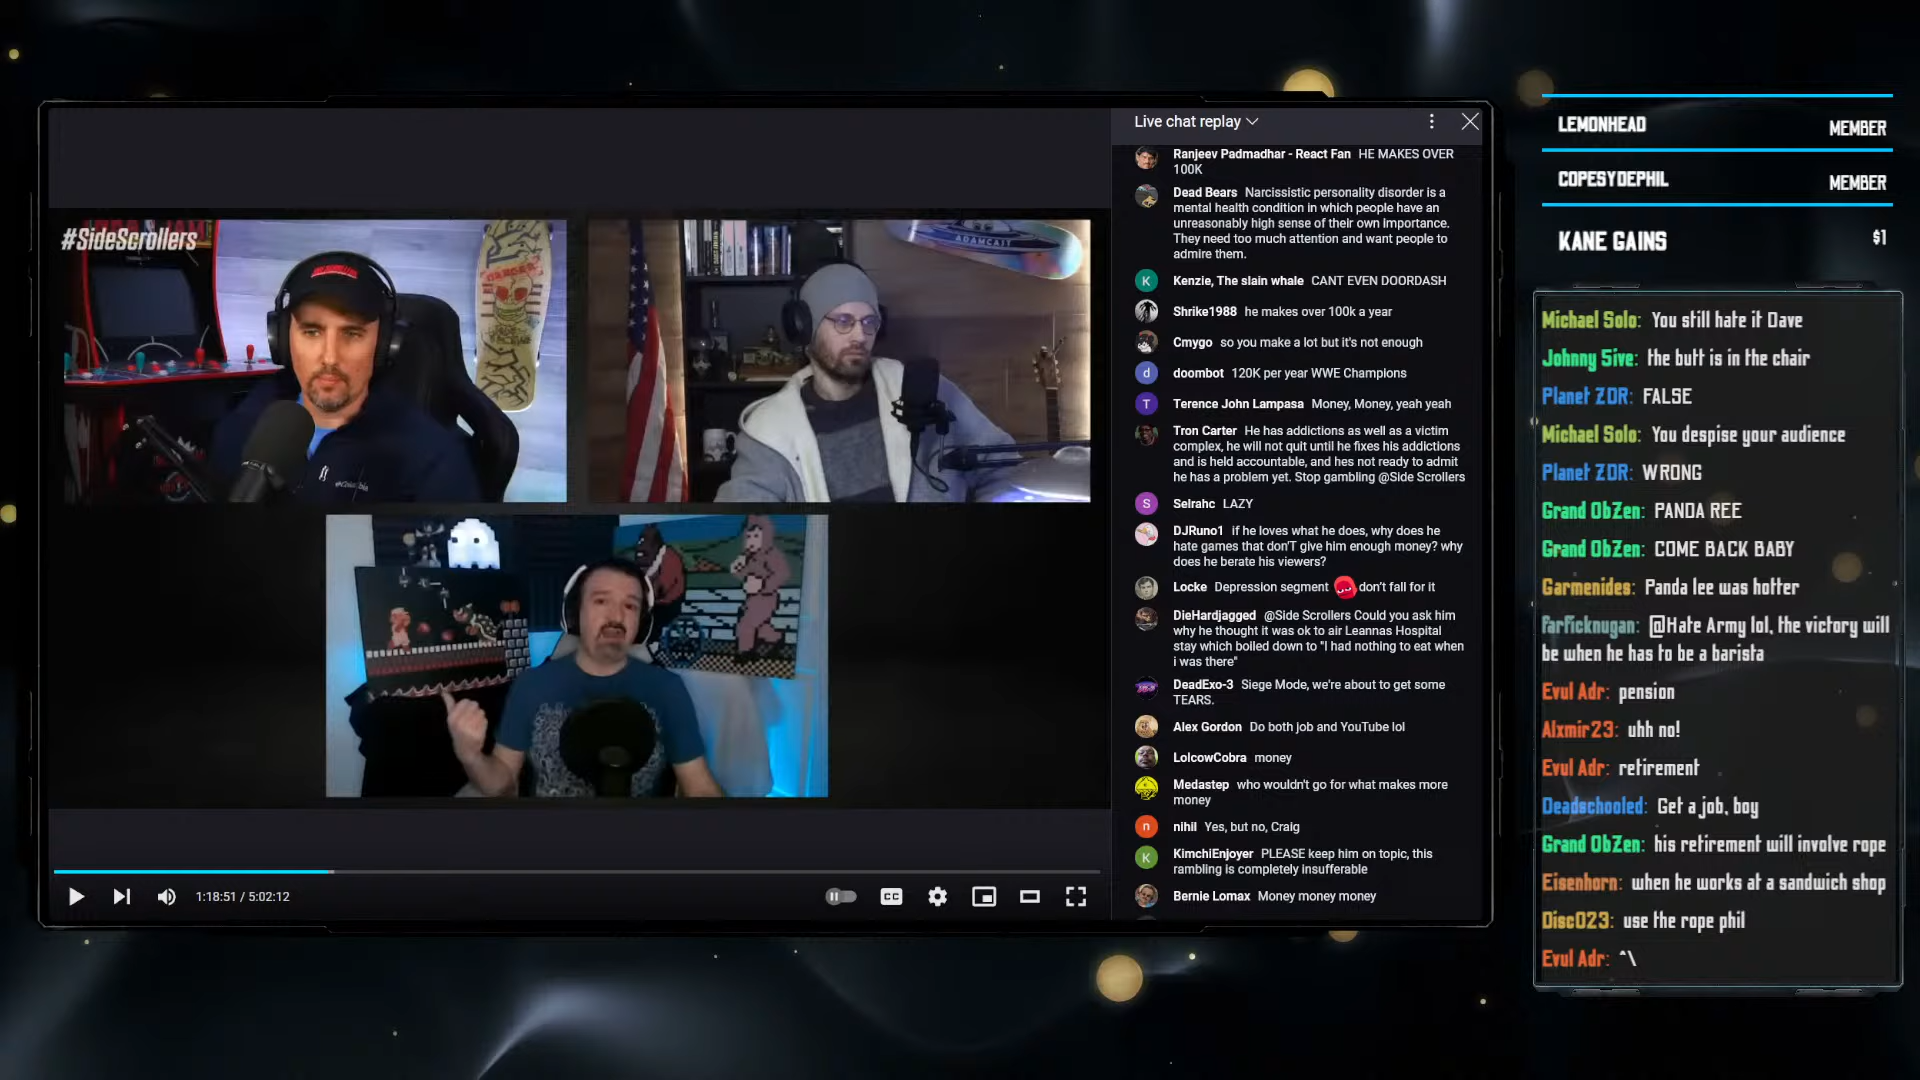 #SideScrollers
ADAMCAIT
1:18:51 / 5:02:12
CC
Live chat replay
Ranjeev Padmadhar - React Fan HE MAKES OVER
100K
Dead Bears Narcissistic personality disorder is a
mental health condition in which people have an
unreasonably high sense of their own importance.
They need too much attention and want people to
admire them.
K Kenzie, The slain whale CANT EVEN DOORDASH
Shrike1988 he makes over 100k a year
Cmygo so you make a lot but it's not enough
d doombot 120K per year WWE Champions
T Terence John Lampasa Money, Money, yeah yeah
Tron Carter He has addictions as well as a victim
complex, he will not quit until he fixes his addictions
and is held accountable, and hes not ready to admit
he has a problem yet. Stop gambling @Side Scrollers
S Seirahc LAZY
DJRuno1 if he loves what he does, why does he
hate games that don'T give him enough money? why
does he berate his viewers?
Locke Depression segment don't fall for it
DieHardjagged @Side Scrollers Could you ask him
why he thought it was ok to air Leannas Hospital
stay which boiled down to "I had nothing to eat when
i was there"
DeadExo-3 Siege Mode, we're about to get some
TEARS.
Alex Gordon Do both job and YouTube lol
LolcowCobra money
Medastep who wouldn't go for what makes more
money
n nihil Yes, but no, Craig
K KimchiEnjoyer PLEASE keep him on topic, this
rambling is completely insufferable
Bernie Lomax Money money money
LEMONHEAD MEMBER
COPESYDEPHIL MEMBER
KANE GAINS $1
Michael Solo: You still hate it Dave
Johnny 5ive: the butt is in the chair
Planet ZDR: FALSE
Michael Solo: You despise your audience
Planet ZDR: WRONG
Grand ObZen: PANDA REE
Grand ObZen: COME BACK BABY
Garmenides: Panda lee was hotter
farficknugan: @Hate Army lol, the victory will
be when he has to be a barista
Evul Adr: pension
Alxmir23: uhh no!
Evul Adr: retirement
Deadschooled: Get a job, boy
Grand ObZen: his retirement will involve rope
Eisenhorn: when he works at a sandwich shop
Disc023: use the rope phil
Evul Adr: ^\